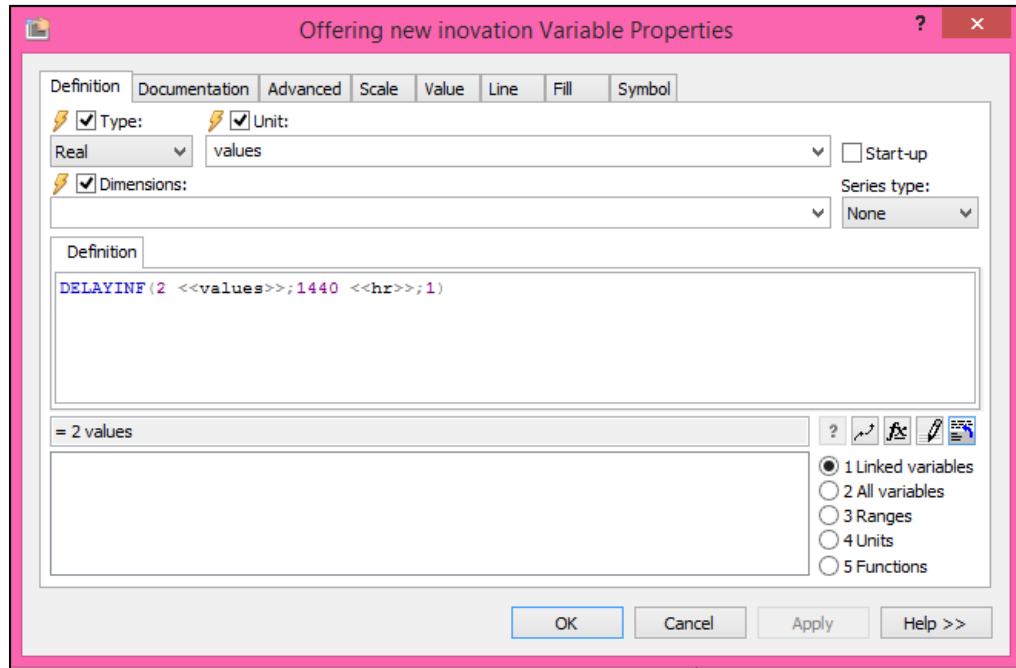 Offering new inovation Variable Properties ? ×
Definition Documentation Advanced Scale Value Line Fill Symbol
Type: Unit:
Real values Start-up
Dimensions: Series type:
None
Definition
DELAYINF(2 <<values>>;1440 <<hr>>;1)
= 2 values ? fx
1 Linked variables
2 All variables
3 Ranges
4 Units
5 Functions
OK Cancel Apply Help >>